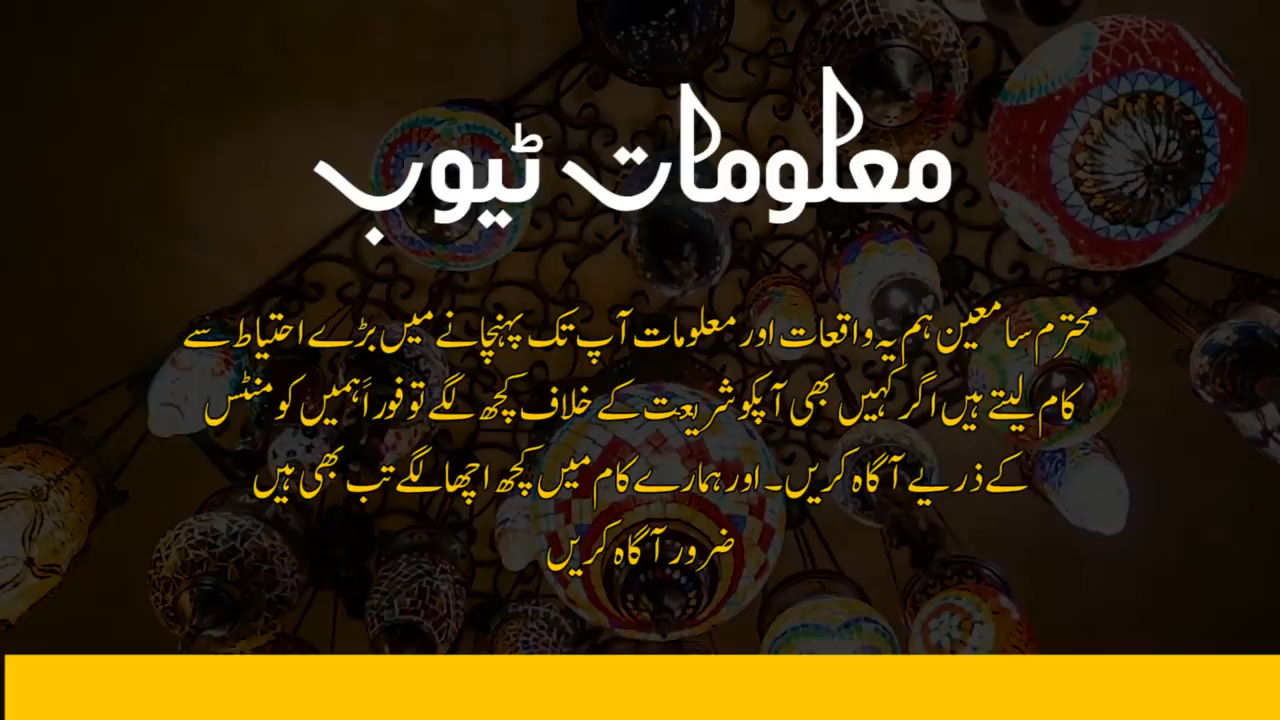 معلومات ٹیوب
محترم سامعین ہم یہ واقعات اور معلومات آپ تک پہنچانے میں بڑے احتیاط سے
کام لیتے ہیں اگر کہیں بھی آپکو شریعت کے خلاف کچھ لگے تو فوراََ ہمیں کومنٹس
کے ذریے آگاہ کریں۔ اور ہمارے کام میں کچھ اچھا لگے تب بھی ہیں
ضرور آگاہ کریں